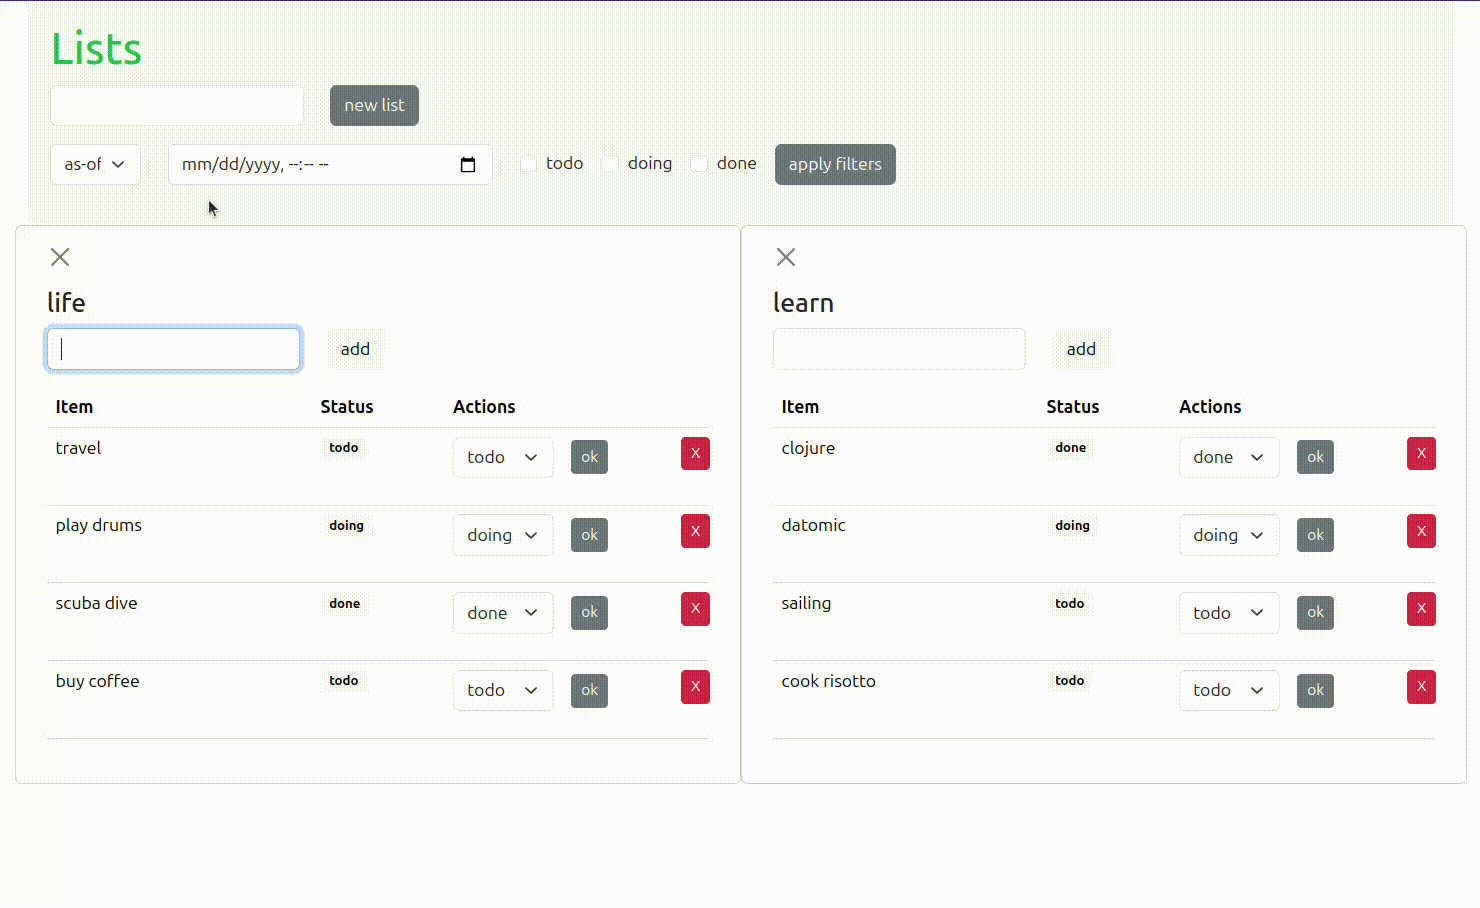 Lists
new list
as-of mm/dd/yyyy, --:-- -- todo doing done apply filters
life
add
Item Status Actions
travel todo todo ok X
play drums doing doing ok X
scuba dive done done ok X
buy coffee todo todo ok X
learn
add
Item Status Actions
clojure done done ok X
datomic doing doing ok X
sailing todo todo ok X
cook risotto todo todo ok X